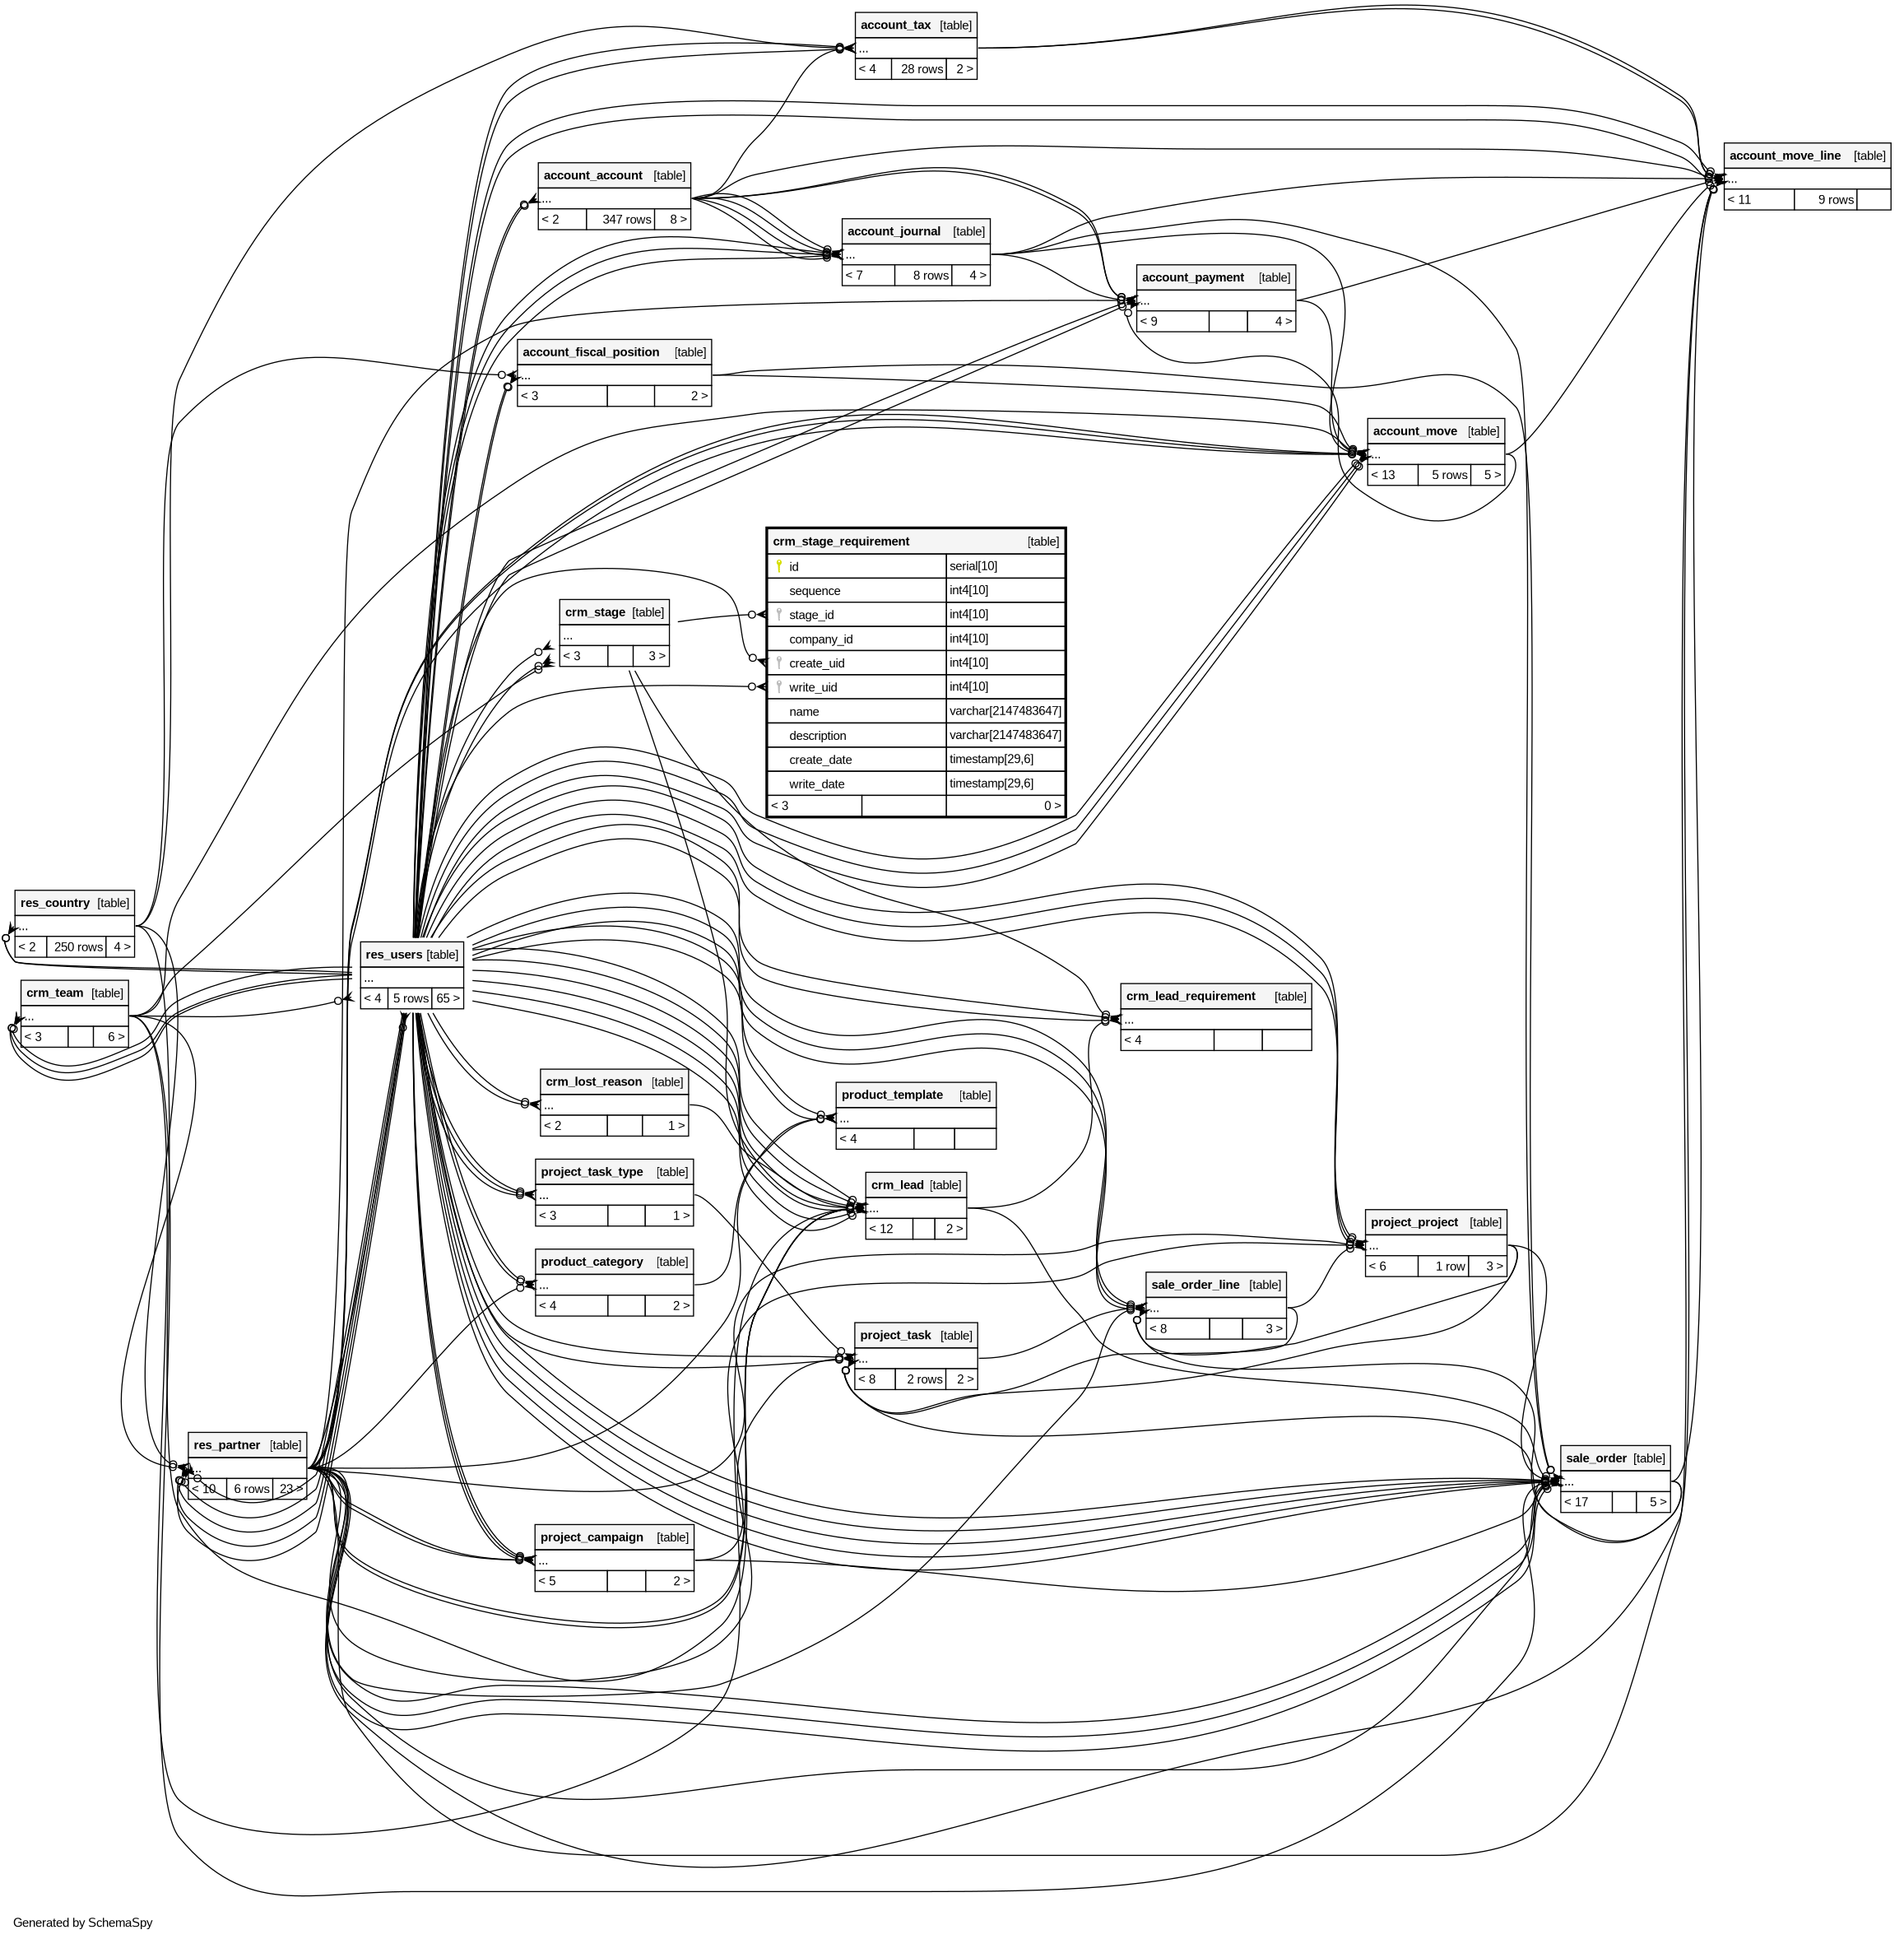 account_tax [table]
...
< 4 28 rows 2 >
account_move_line [table]
...
< 11 9 rows
account_account [table]
...
< 2 347 rows 8 >
account_journal [table]
...
< 7 8 rows 4 >
account_payment [table]
...
< 9 4 >
account_fiscal_position [table]
...
< 3 2 >
account_move [table]
...
< 13 5 rows 5 >
crm_stage_requirement [table]
id serial[10]
sequence int4[10]
stage_id int4[10]
company_id int4[10]
create_uid int4[10]
write_uid int4[10]
name varchar[2147483647]
description varchar[2147483647]
create_date timestamp[29,6]
write_date timestamp[29,6]
< 3 0 >
crm_stage [table]
...
< 3 3 >
res_country [table]
...
< 2 250 rows 4 >
res_users [table]
...
< 4 5 rows 65 >
crm_team [table]
...
< 3 6 >
crm_lead_requirement [table]
...
< 4
crm_lost_reason [table]
...
< 2 1 >
product_template [table]
...
< 4
project_task_type [table]
...
< 3 1 >
crm_lead [table]
...
< 12 2 >
project_project [table]
...
< 6 1 row 3 >
product_category [table]
...
< 4 2 >
sale_order_line [table]
...
< 8 3 >
project_task [table]
...
< 8 2 rows 2 >
res_partner [table]
...
< 10 6 rows 23 >
sale_order [table]
...
< 17 5 >
project_campaign [table]
...
< 5 2 >
Generated by SchemaSpy